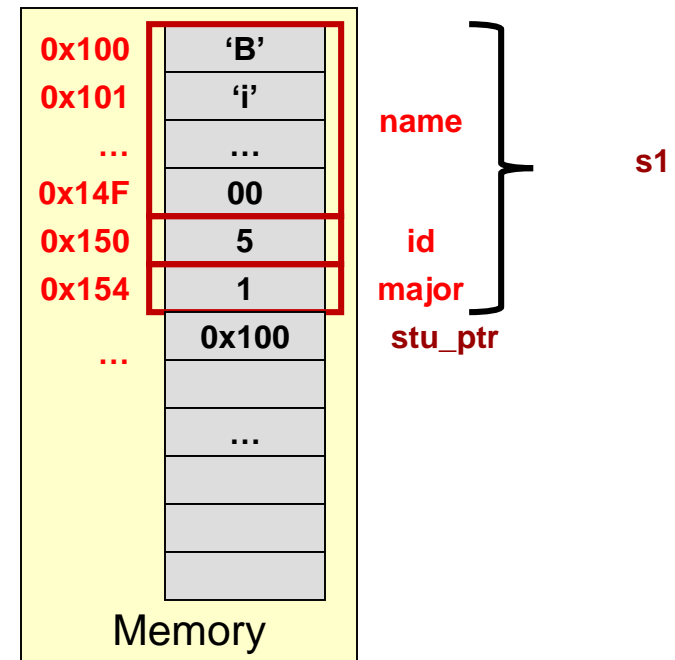 0x100 ‘B’
0x101 ‘i’
name
… …
s1
0x14F 00
0x150 5 id
0x154 1 major
0x100 stu_ptr
…
…
Memory